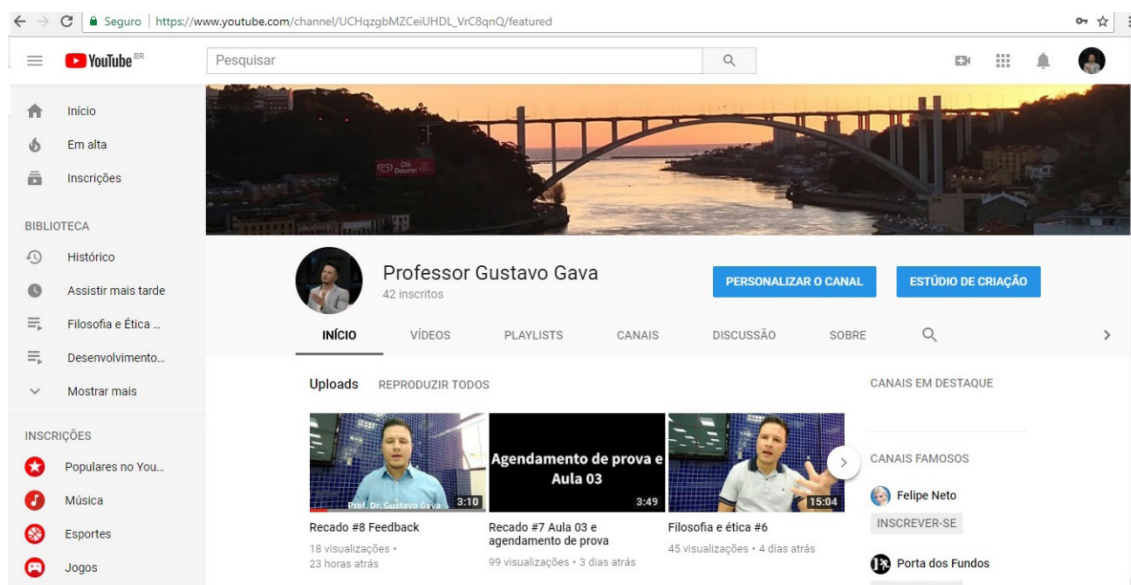 Seguro | https://www.youtube.com/channel/UCHqzgbMZCeiUHDL_VrC8qnQ/featured
YouTube BR
Pesquisar
Início
Em alta
Inscrições
BIBLIOTECA
Histórico
Assistir mais tarde
Filosofia e Ética ...
Desenvolvimento...
Mostrar mais
INSCRIÇÕES
Populares no You...
Música
Esportes
Jogos
Olá
Douro!
Professor Gustavo Gava
42 inscritos
PERSONALIZAR O CANAL
ESTÚDIO DE CRIAÇÃO
INÍCIO
VÍDEOS
PLAYLISTS
CANAIS
DISCUSSÃO
SOBRE
Uploads REPRODUZIR TODOS
Prof. Dr. Gustavo Gava
3:10
Recado #8 Feedback
18 visualizações •
23 horas atrás
Agendamento de prova e
Aula 03
3:49
Recado #7 Aula 03 e
agendamento de prova
99 visualizações • 3 dias atrás
15:04
Filosofia e ética #6
45 visualizações • 4 dias atrás
CANAIS EM DESTAQUE
CANAIS FAMOSOS
Felipe Neto
INSCREVER-SE
Porta dos Fundos